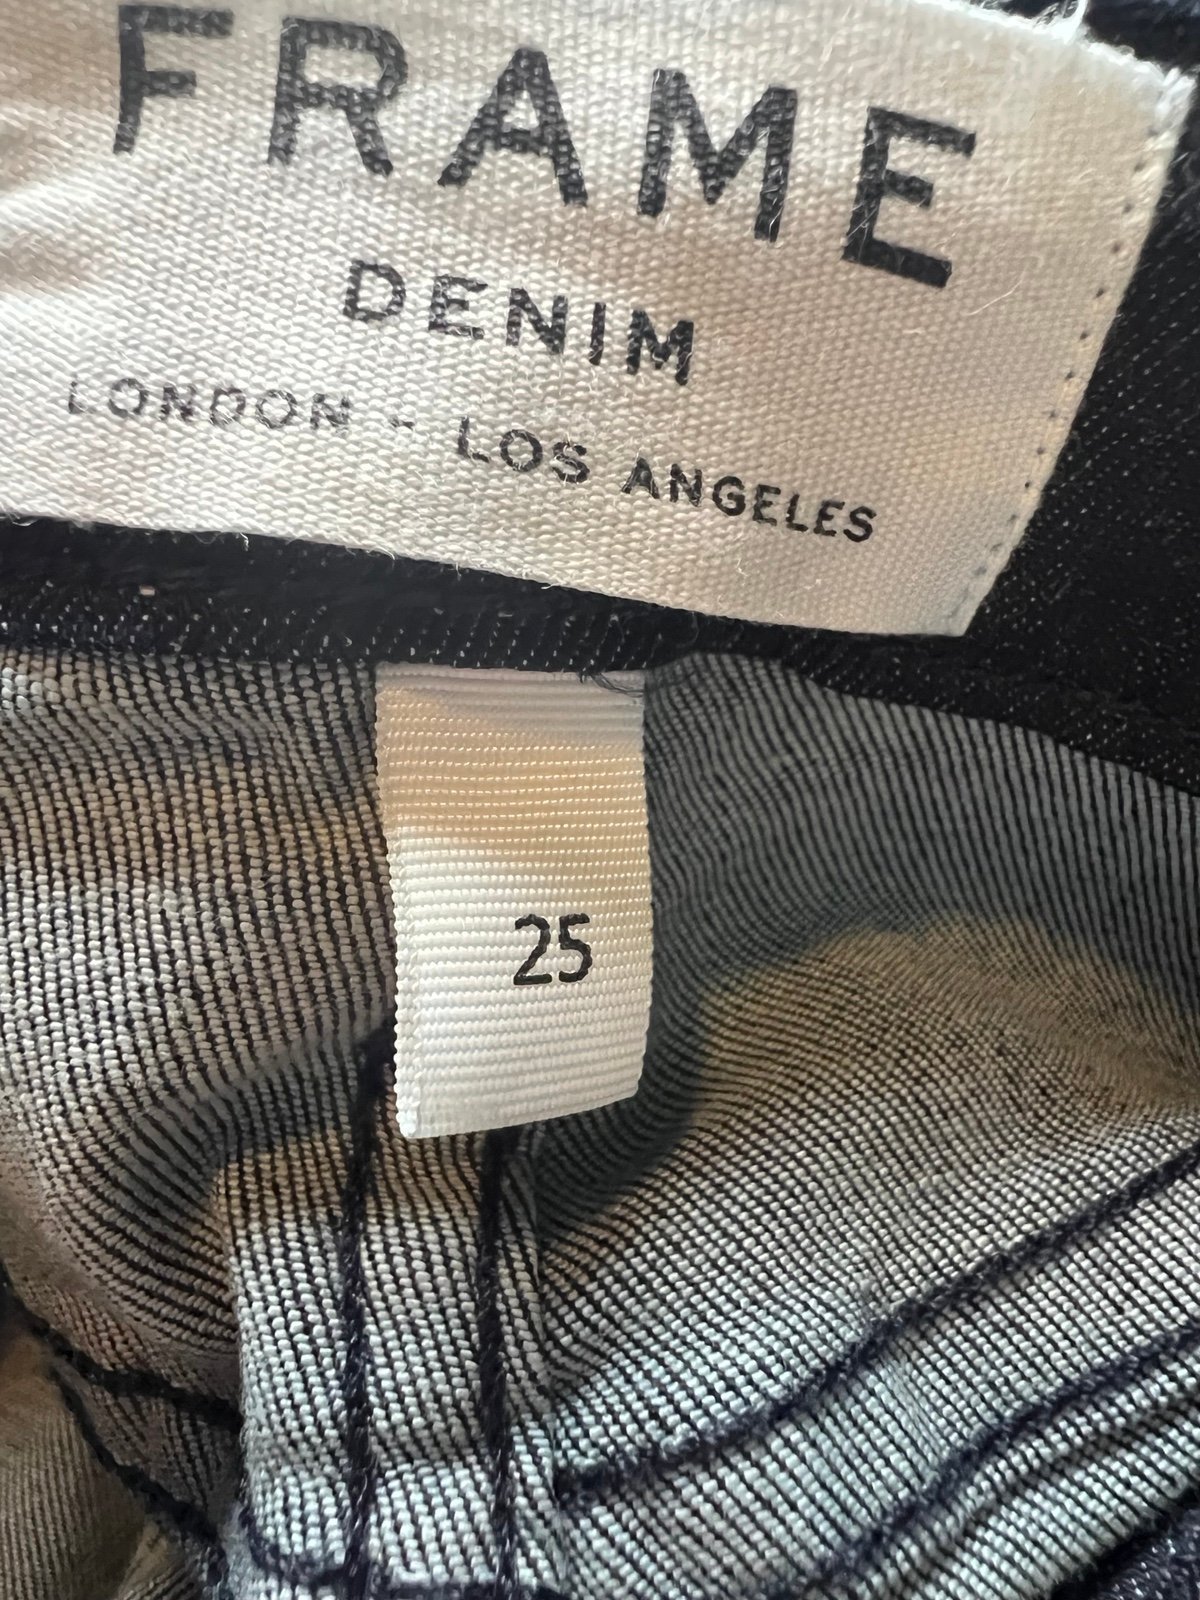 FRAME
DENIM
LONDON - LOS ANGELES
25